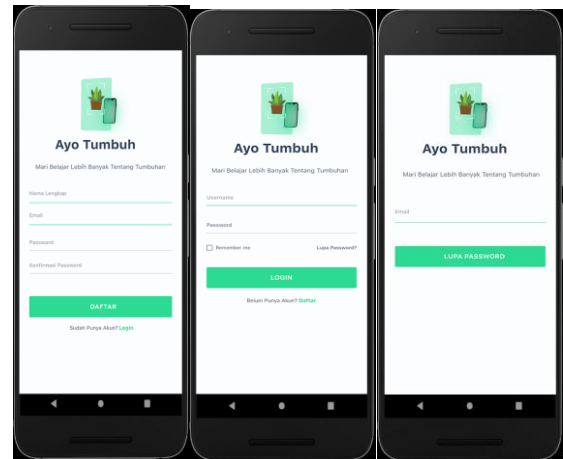 Ayo Tumbuh
Mari Belajar Lebih Banyak Tentang Tumbuhan
Nama Lengkap
Email
Password
Konfirmasi Password
DAFTAR
Sudah Punya Akun? Login
Ayo Tumbuh
Mari Belajar Lebih Banyak Tentang Tumbuhan
Username
Password
Remember me
Lupa Password?
LOGIN
Belum Punya Akun? Daftar
Ayo Tumbuh
Mari Belajar Lebih Banyak Tentang Tumbuhan
Email
LUPA PASSWORD